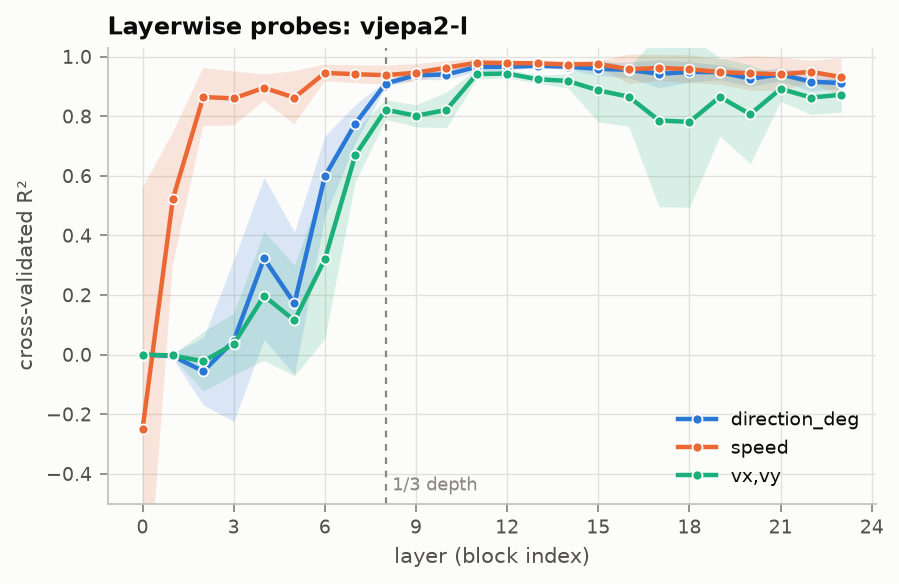 Layerwise probes: vjepa2-l
cross-validated R²
1.0
0.8
0.6
0.4
0.2
0.0
−0.2
−0.4
1/3 depth
direction_deg
speed
vx,vy
0 3 6 9 12 15 18 21 24
layer (block index)